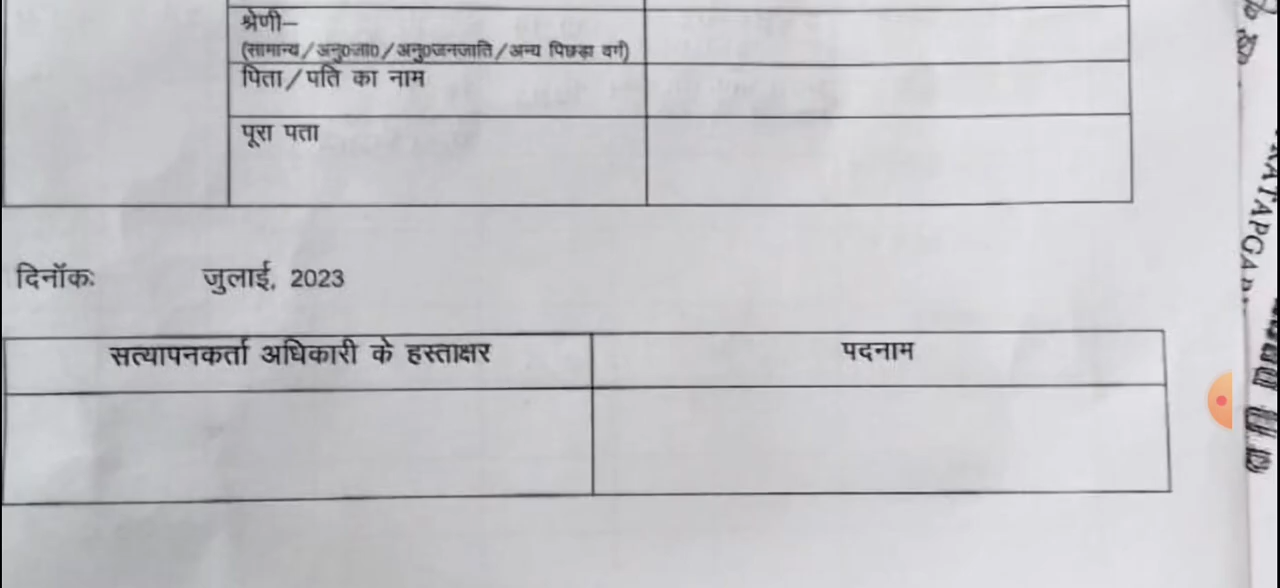 श्रेणी–
(सामान्य/अनु0जा0/अनु0जनजाति/अन्य पिछड़ा वर्ग)
पिता/पति का नाम
पूरा पता
दिनॉकः जुलाई, 2023
सत्यापनकर्ता अधिकारी के हस्ताक्षर पदनाम